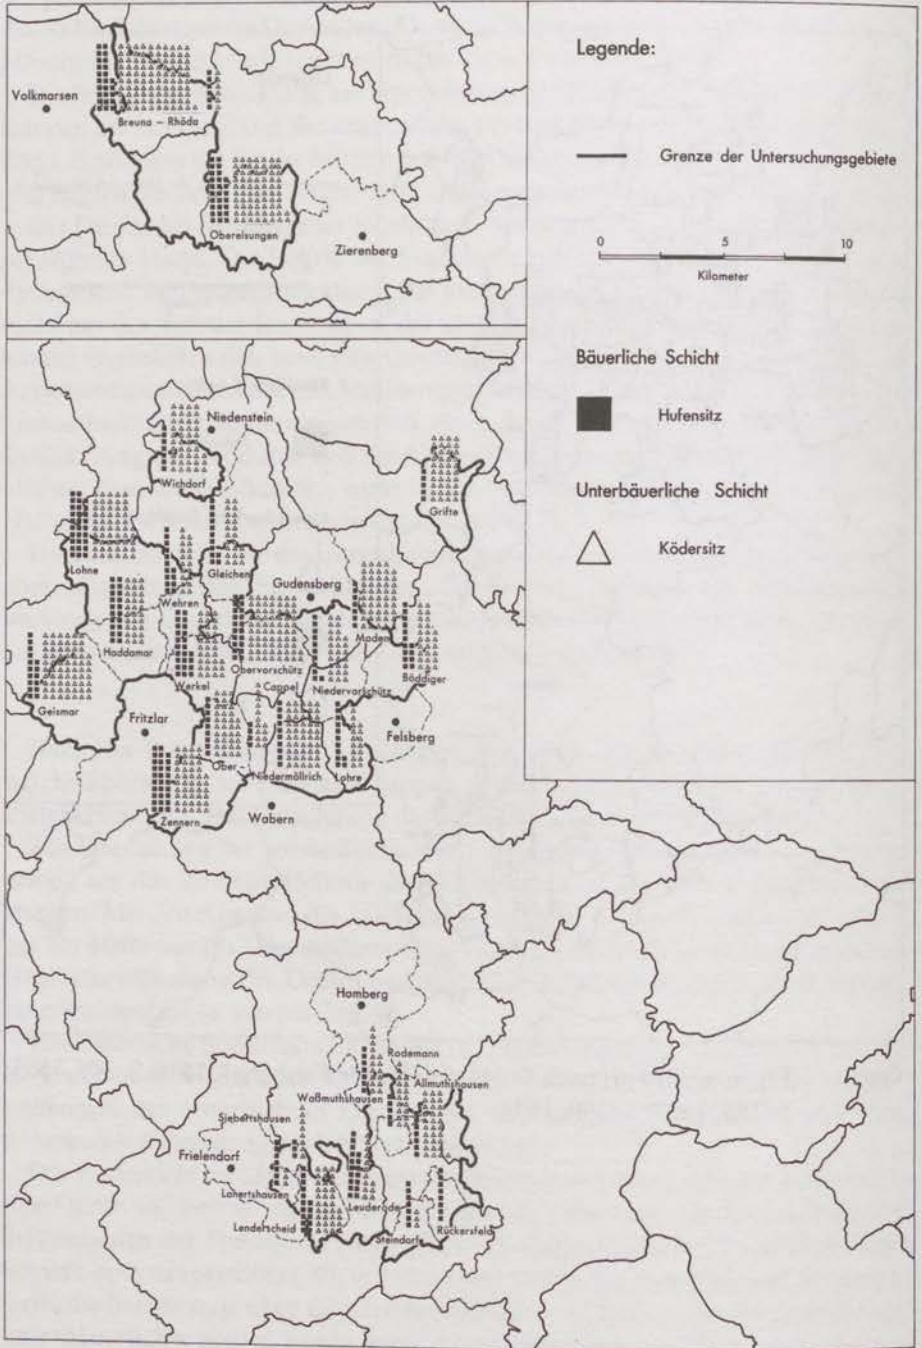 Legende:
Volkmarsen
Breuna – Rhöda
Grenze der Untersuchungsgebiete
Oberelsungen
Zierenberg
0 5 10
Kilometer
Bäuerliche Schicht
Hufensitz
Unterbäuerliche Schicht
Ködersitz
Niedenstein
Wichdorf
Grifte
Lohne
Gleichen
Wehren
Gudensberg
Maden
Haddamar
Obervorschütz
Werkel
Cappel
Niedervorschütz
Böddiger
Geismar
Fritzlar
Felsberg
Ober
Niedermöllrich
Lohre
Zennern
Wabern
Homberg
Rodemann
Allmuthshausen
Waßmuthshausen
Siebertshausen
Frielendorf
Lanertshausen
Leuderode
Lenderscheid
Steindorf
Rückersfeld